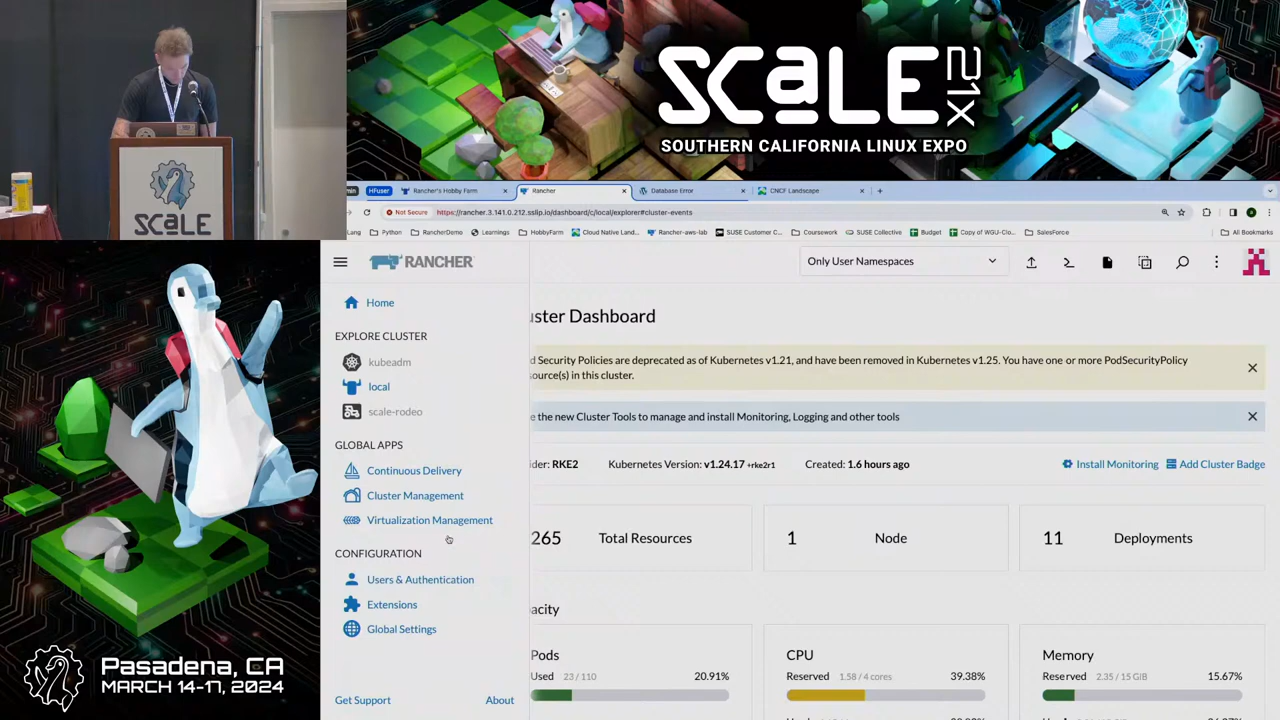 SCALE
SCALE 21X
SOUTHERN CALIFORNIA LINUX EXPO
min
HFuser
Rancher's Hobby Farm
Rancher
Database Error
CNCF Landscape
Not Secure
https://rancher.3.141.0.212.sslip.io/dashboard/c/local/explorer#cluster-events
Lang
Python
RancherDemo
Learnings
HobbyFarm
Cloud Native Land...
Rancher-aws-lab
SUSE Customer C...
Coursework
SUSE Collective
Budget
Copy of WGU-Clo...
SalesForce
All Bookmarks
RANCHER
Only User Namespaces
Home
EXPLORE CLUSTER
kubeadm
local
scale-rodeo
GLOBAL APPS
Continuous Delivery
Cluster Management
Virtualization Management
CONFIGURATION
Users & Authentication
Extensions
Global Settings
Get Support
About
uster Dashboard
d Security Policies are deprecated as of Kubernetes v1.21, and have been removed in Kubernetes v1.25. You have one or more PodSecurityPolicy
source(s) in this cluster.
e the new Cluster Tools to manage and install Monitoring, Logging and other tools
ider: RKE2
Kubernetes Version: v1.24.17 +rke2r1
Created: 1.6 hours ago
Install Monitoring
Add Cluster Badge
265 Total Resources
1 Node
11 Deployments
acity
Pods
Used 23 / 110 20.91%
CPU
Reserved 1.58 / 4 cores 39.38%
Memory
Reserved 2.35 / 15 GiB 15.67%
Pasadena, CA
MARCH 14-17, 2024